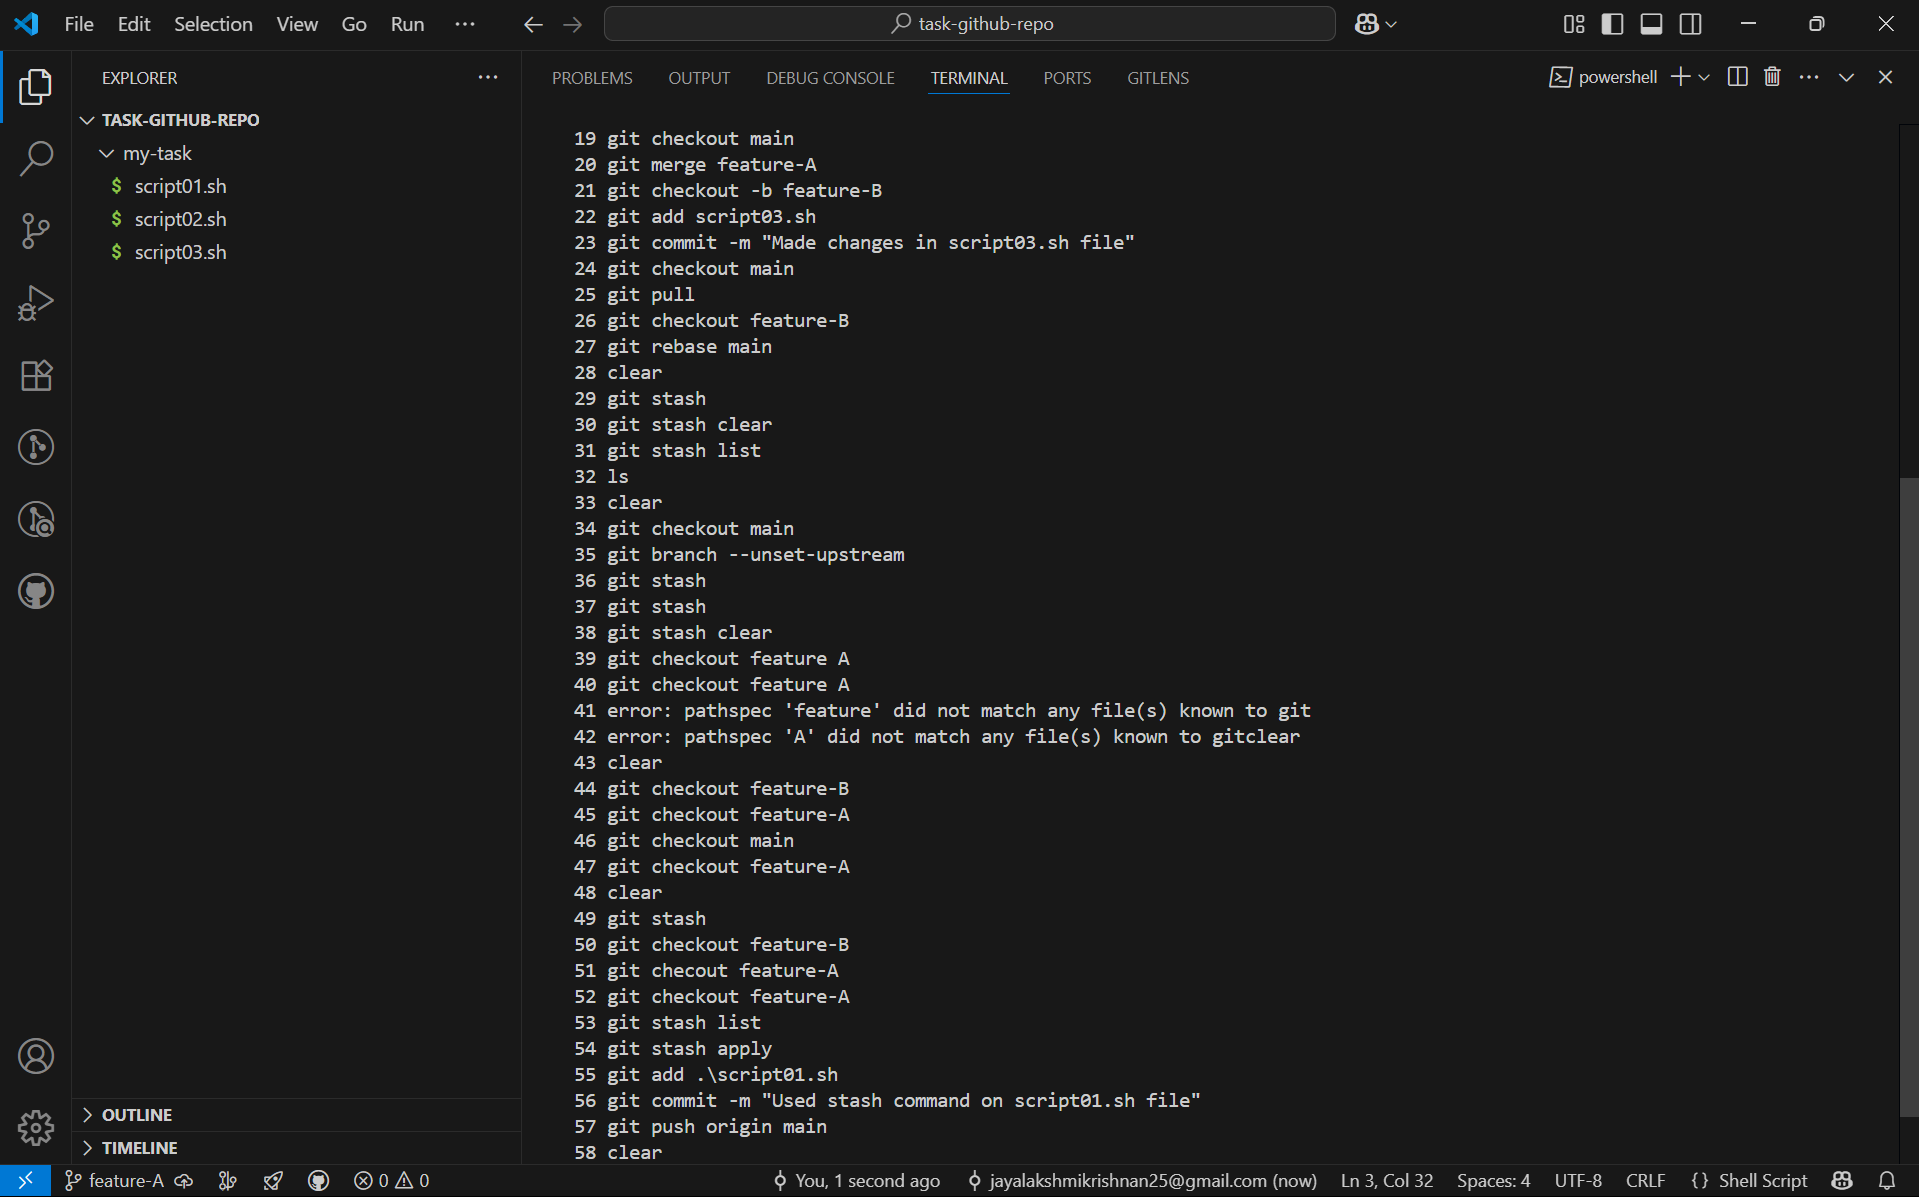 File Edit Selection View Go Run ··· task-github-repo
EXPLORER ···
TASK-GITHUB-REPO
my-task
$ script01.sh
$ script02.sh
$ script03.sh
OUTLINE
TIMELINE
PROBLEMS OUTPUT DEBUG CONSOLE TERMINAL PORTS GITLENS powershell
19 git checkout main
20 git merge feature-A
21 git checkout -b feature-B
22 git add script03.sh
23 git commit -m "Made changes in script03.sh file"
24 git checkout main
25 git pull
26 git checkout feature-B
27 git rebase main
28 clear
29 git stash
30 git stash clear
31 git stash list
32 ls
33 clear
34 git checkout main
35 git branch --unset-upstream
36 git stash
37 git stash
38 git stash clear
39 git checkout feature A
40 git checkout feature A
41 error: pathspec 'feature' did not match any file(s) known to git
42 error: pathspec 'A' did not match any file(s) known to gitclear
43 clear
44 git checkout feature-B
45 git checkout feature-A
46 git checkout main
47 git checkout feature-A
48 clear
49 git stash
50 git checkout feature-B
51 git checout feature-A
52 git checkout feature-A
53 git stash list
54 git stash apply
55 git add .\script01.sh
56 git commit -m "Used stash command on script01.sh file"
57 git push origin main
58 clear
feature-A 0 0 You, 1 second ago jayalakshmikrishnan25@gmail.com (now) Ln 3, Col 32 Spaces: 4 UTF-8 CRLF {} Shell Script